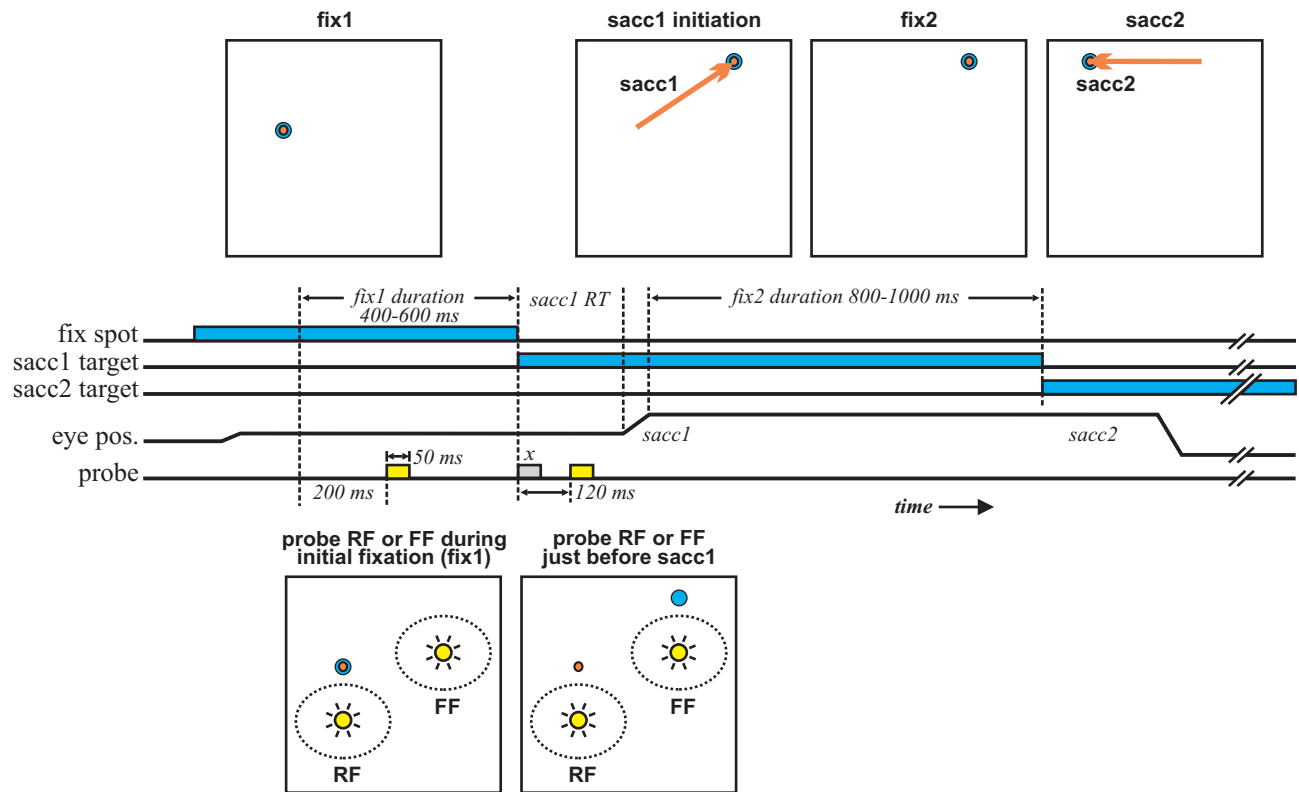 fix1
sacc1 initiation
fix2
sacc2
sacc1
sacc2
fix1 duration
400-600 ms
sacc1 RT
fix2 duration 800-1000 ms
fix spot
sacc1 target
sacc2 target
eye pos.
sacc1
sacc2
probe
50 ms
x
200 ms
120 ms
time
probe RF or FF during
initial fixation (fix1)
probe RF or FF
just before sacc1
FF
RF
FF
RF